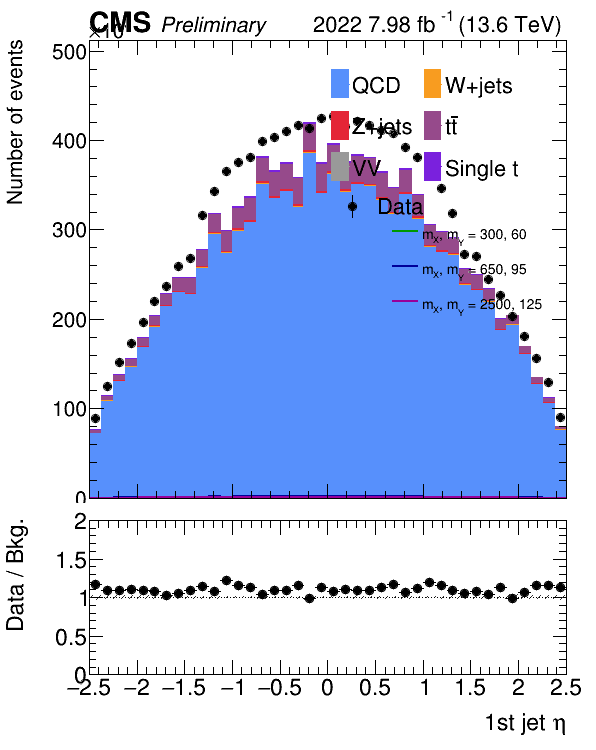 CMS Preliminary 2022 7.98 fb⁻¹ (13.6 TeV)
Number of events
500
400
300
200
100
0
QCD W+jets
Z+jets tt̄
VV Single t
Data
m_X, m_Y = 300, 60
m_X, m_Y = 650, 95
m_X, m_Y = 2500, 125
Data / Bkg.
2
1.5
1
0.5
0
−2.5 −2 −1.5 −1 −0.5 0 0.5 1 1.5 2 2.5
1st jet η